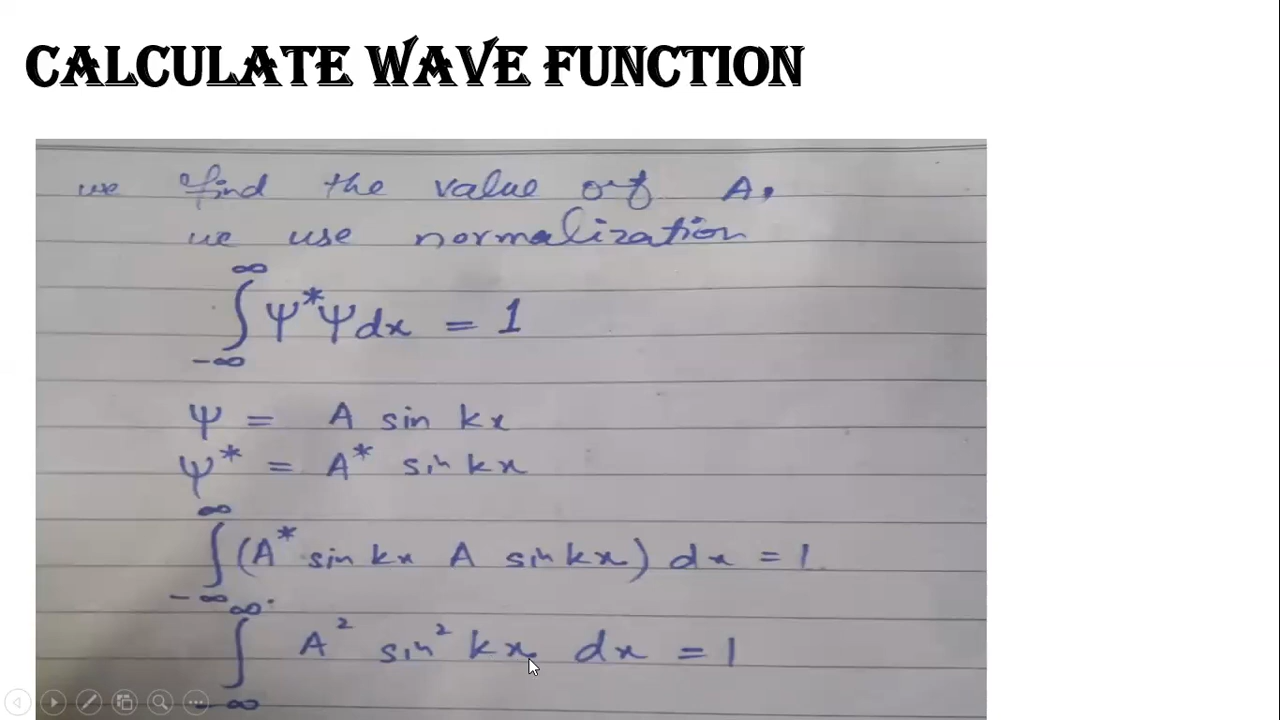 CALCULATE WAVE FUNCTION
we find the value of A,
we use normalization
∞
∫ Ψ*Ψdx = 1
-∞
Ψ = A sin kx
Ψ* = A* sin kx
∞
∫ (A* sin kx A sin kx) dx = 1
-∞
∞
∫ A² sin² kx dx = 1
-∞